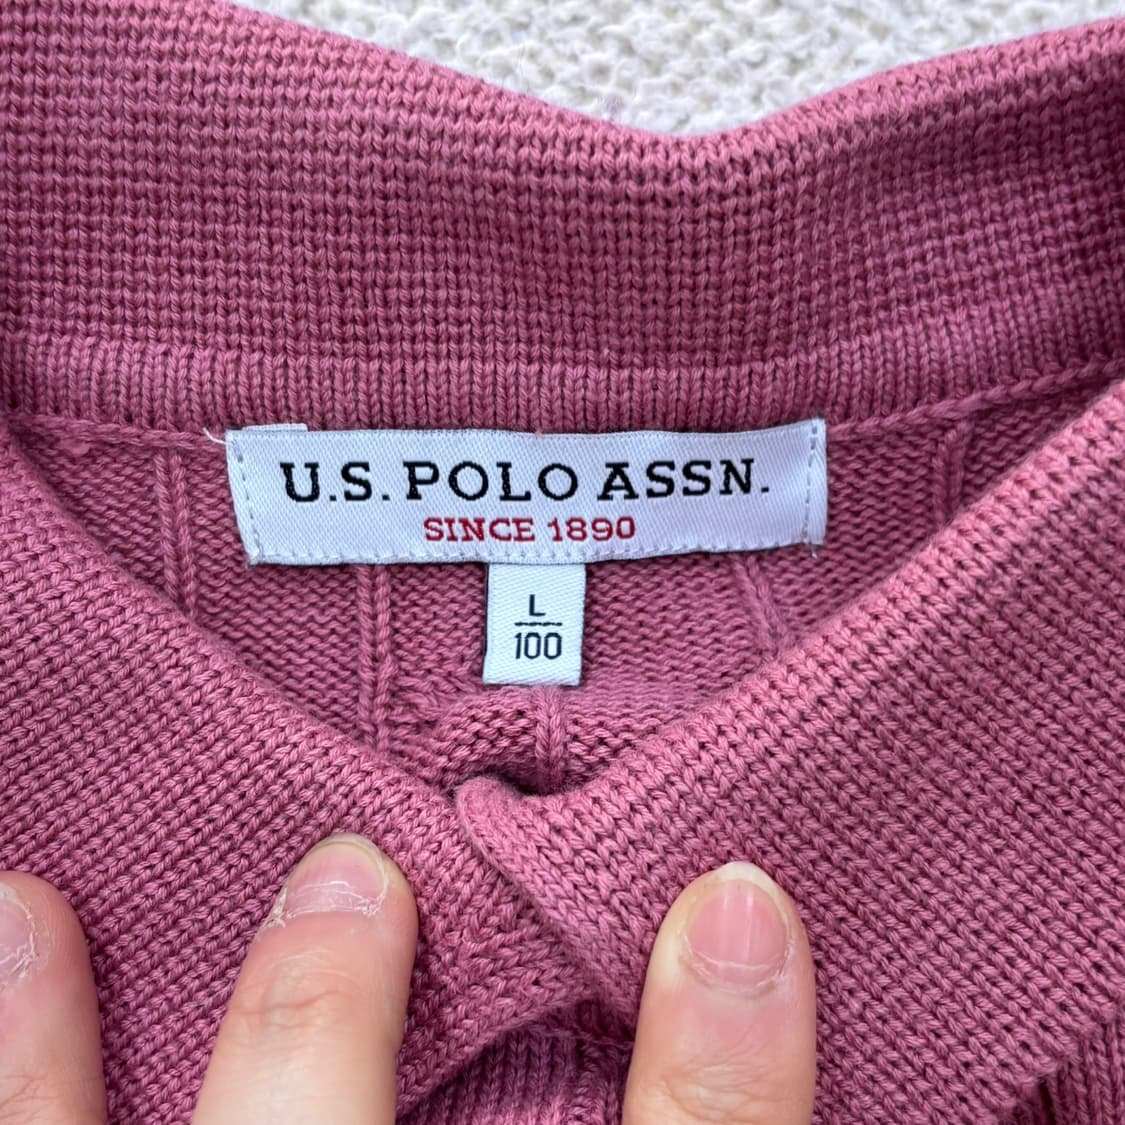 U.S. POLO ASSN.
SINCE 1890
L
100